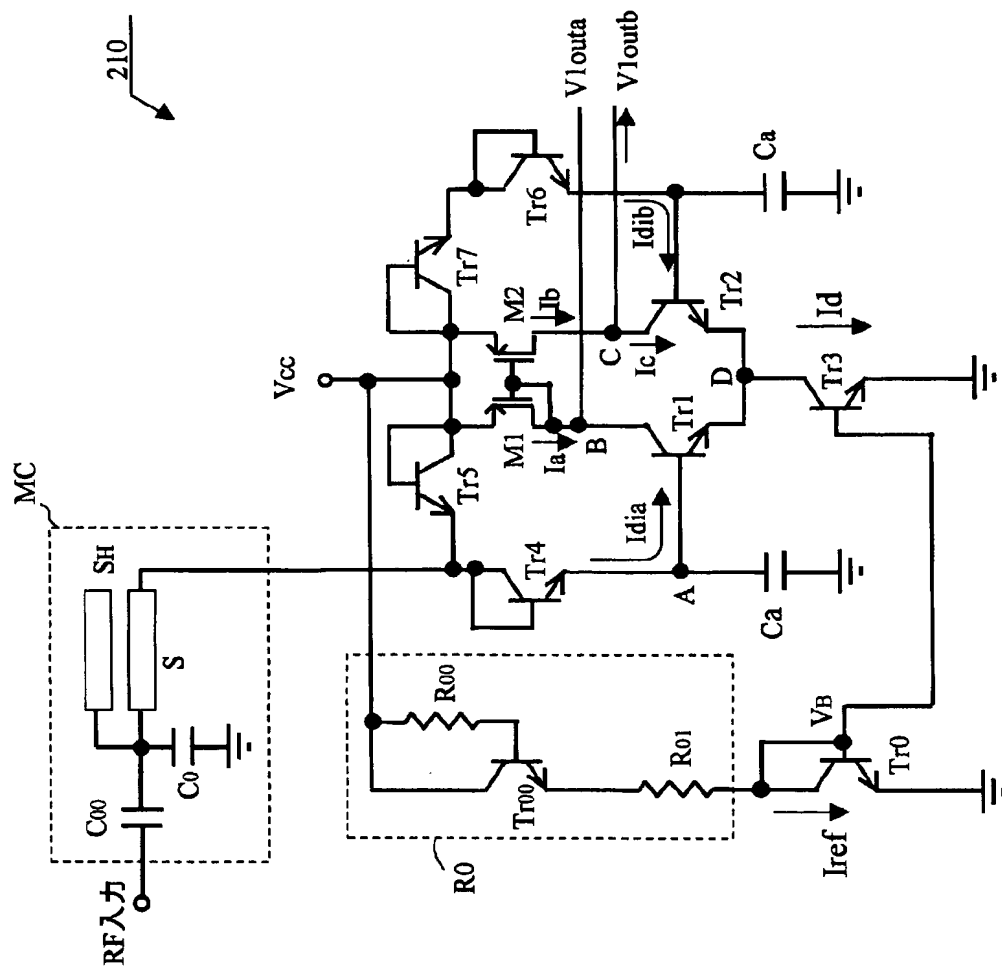 210
MC
SH
S
C00
C0
RF入力
Vcc
Tr5
Tr7
Tr4
Tr6
M1
M2
Ia
Ib
V1outa
V1outb
B
C
Ic
Idia
Idib
A
Ca
Ca
Tr1
Tr2
D
Id
Tr3
R0
R00
Tr00
R01
VB
Iref
Tr0